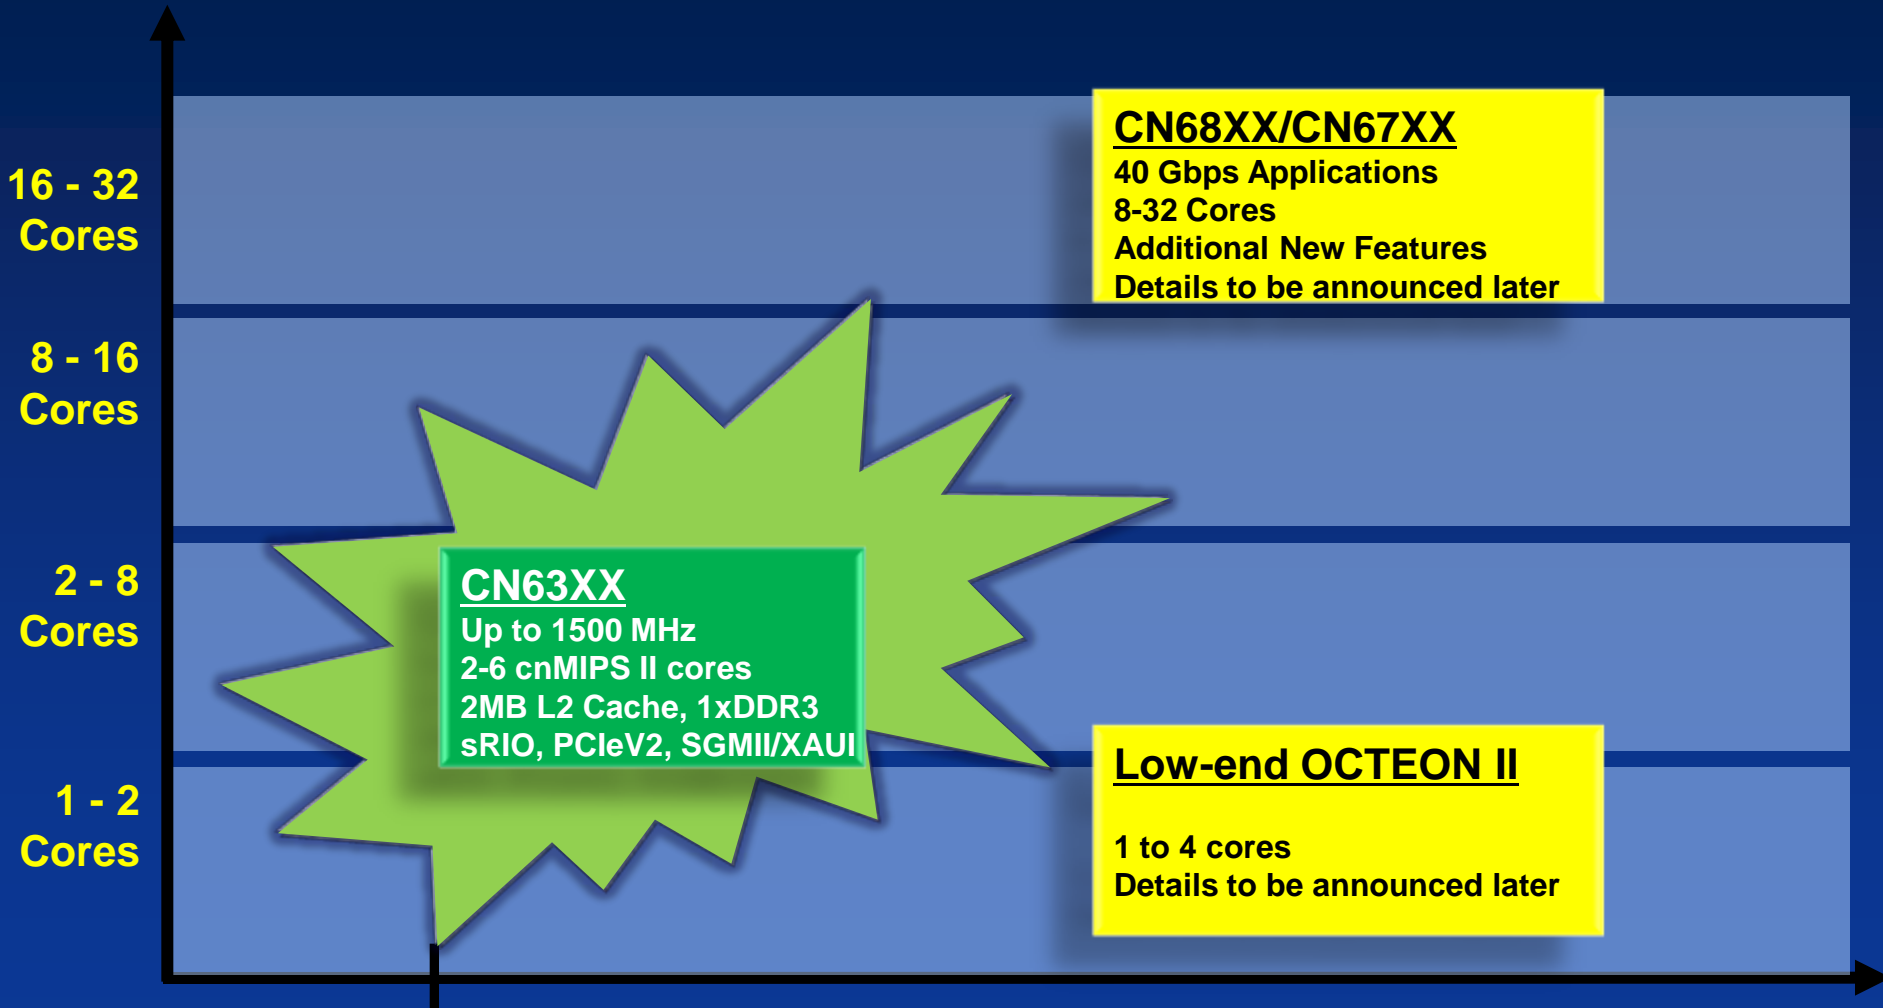 16 - 32
Cores
8 - 16
Cores
2 - 8
Cores
1 - 2
Cores
CN68XX/CN67XX
40 Gbps Applications
8-32 Cores
Additional New Features
Details to be announced later
CN63XX
Up to 1500 MHz
2-6 cnMIPS II cores
2MB L2 Cache, 1xDDR3
sRIO, PCIeV2, SGMII/XAUI
Low-end OCTEON II
1 to 4 cores
Details to be announced later